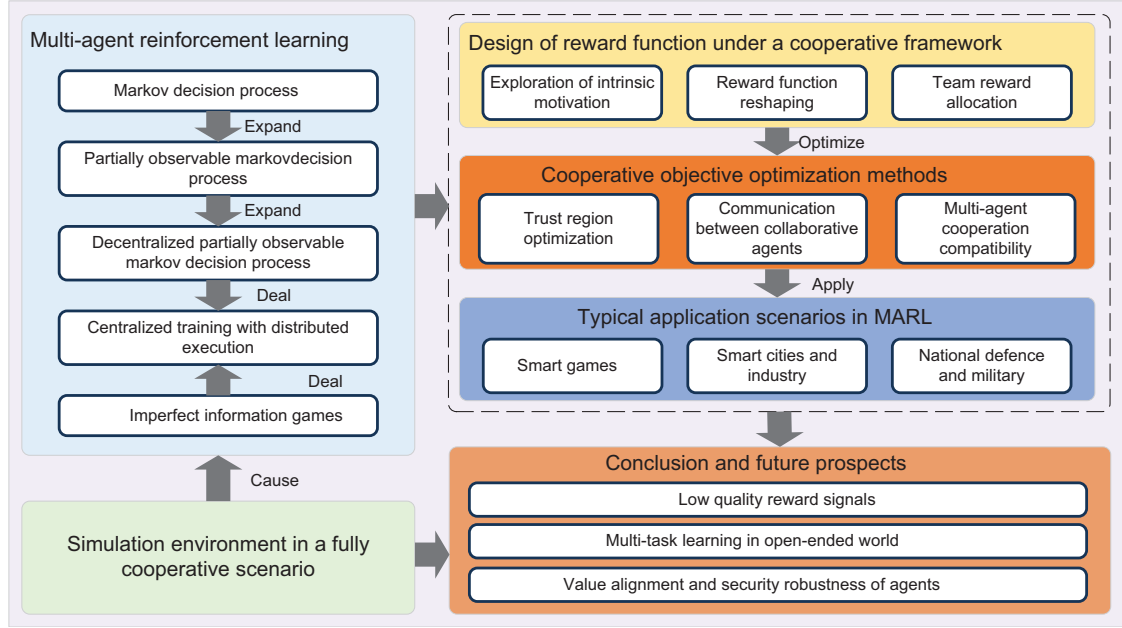 Multi-agent reinforcement learning
Markov decision process
Expand
Partially observable markovdecision
process
Expand
Decentralized partially observable
markov decision process
Deal
Centralized training with distributed
execution
Deal
Imperfect information games
Cause
Simulation environment in a fully
cooperative scenario
Design of reward function under a cooperative framework
Exploration of intrinsic
motivation
Reward function
reshaping
Team reward
allocation
Optimize
Cooperative objective optimization methods
Trust region
optimization
Communication
between collaborative
agents
Multi-agent
cooperation
compatibility
Apply
Typical application scenarios in MARL
Smart games
Smart cities and
industry
National defence
and military
Conclusion and future prospects
Low quality reward signals
Multi-task learning in open-ended world
Value alignment and security robustness of agents